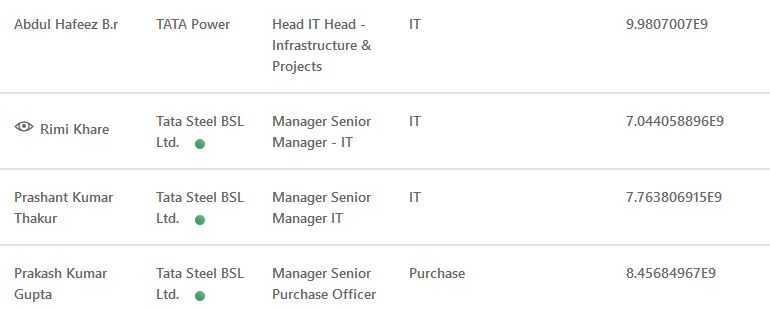 Abdul Hafeez B.r TATA Power Head IT Head - IT 9.9807007E9
Infrastructure &
Projects
Rimi Khare Tata Steel BSL Manager Senior IT 7.044058896E9
Ltd. Manager - IT
Prashant Kumar Tata Steel BSL Manager Senior IT 7.763806915E9
Thakur Ltd. Manager IT
Prakash Kumar Tata Steel BSL Manager Senior Purchase 8.45684967E9
Gupta Ltd. Purchase Officer